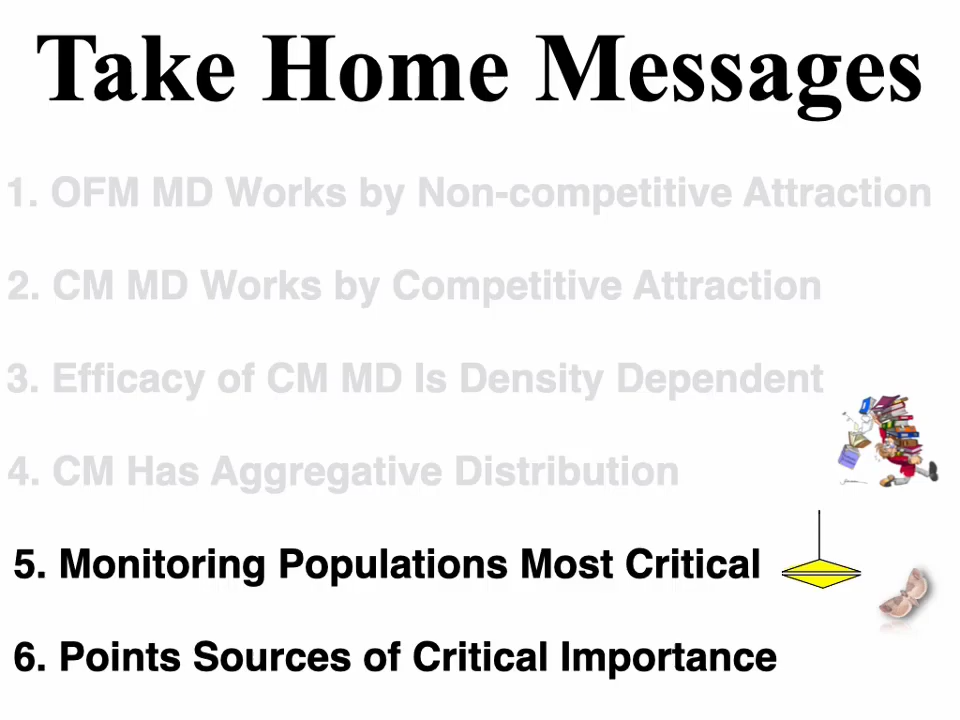 Take Home Messages
1. OFM MD Works by Non-competitive Attraction
2. CM MD Works by Competitive Attraction
3. Efficacy of CM MD Is Density Dependent
4. CM Has Aggregative Distribution
5. Monitoring Populations Most Critical
6. Points Sources of Critical Importance